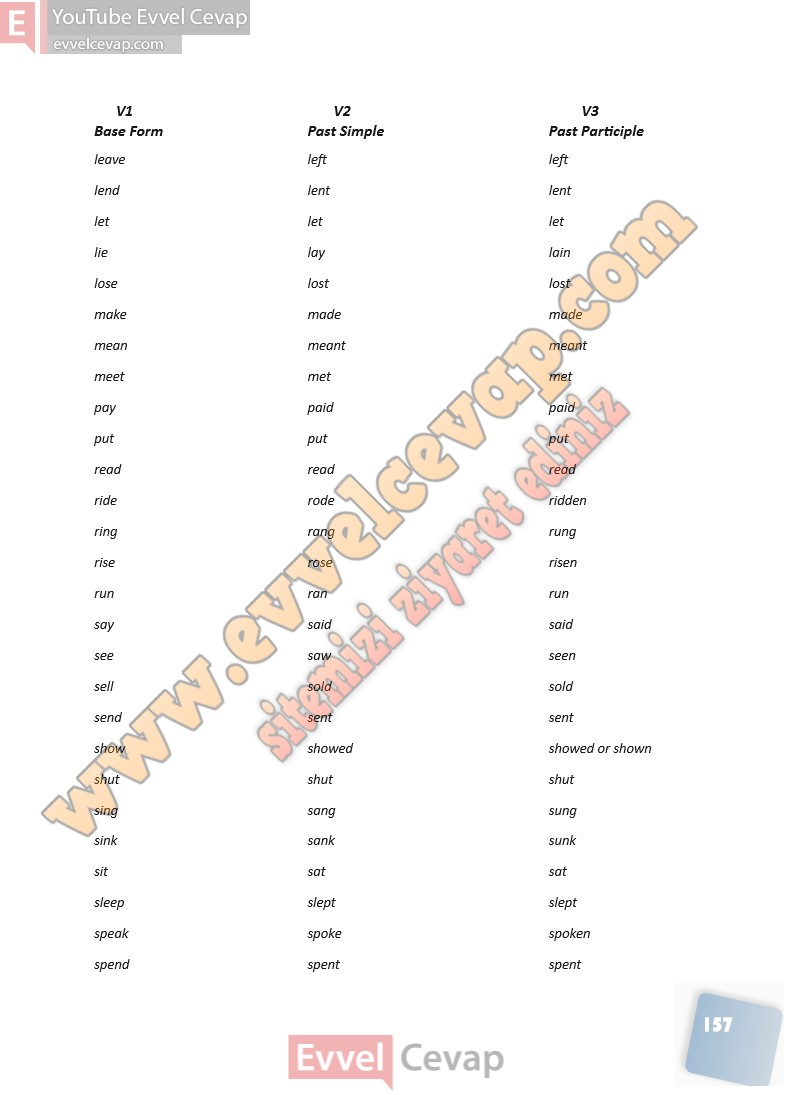 E YouTube Evvel Cevap
evvelcevap.com
V1 V2 V3
Base Form Past Simple Past Participle
leave left left
lend lent lent
let let let
lie lay lain
lose lost lost
make made made
mean meant meant
meet met met
pay paid paid
put put put
read read read
ride rode ridden
ring rang rung
rise rose risen
run ran run
say said said
see saw seen
sell sold sold
send sent sent
show showed showed or shown
shut shut shut
sing sang sung
sink sank sunk
sit sat sat
sleep slept slept
speak spoke spoken
spend spent spent
www.evvelcevap.com
sitemizi ziyaret ediniz
157
Evvel Cevap